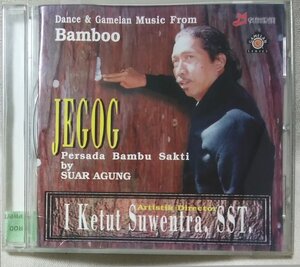 Dance & Gamelan Music From
Bamboo
JEGOG
Persada Bambu Sakti
by
SUAR AGUNG
Artistic Director
I Ketut Suwentra, SST.